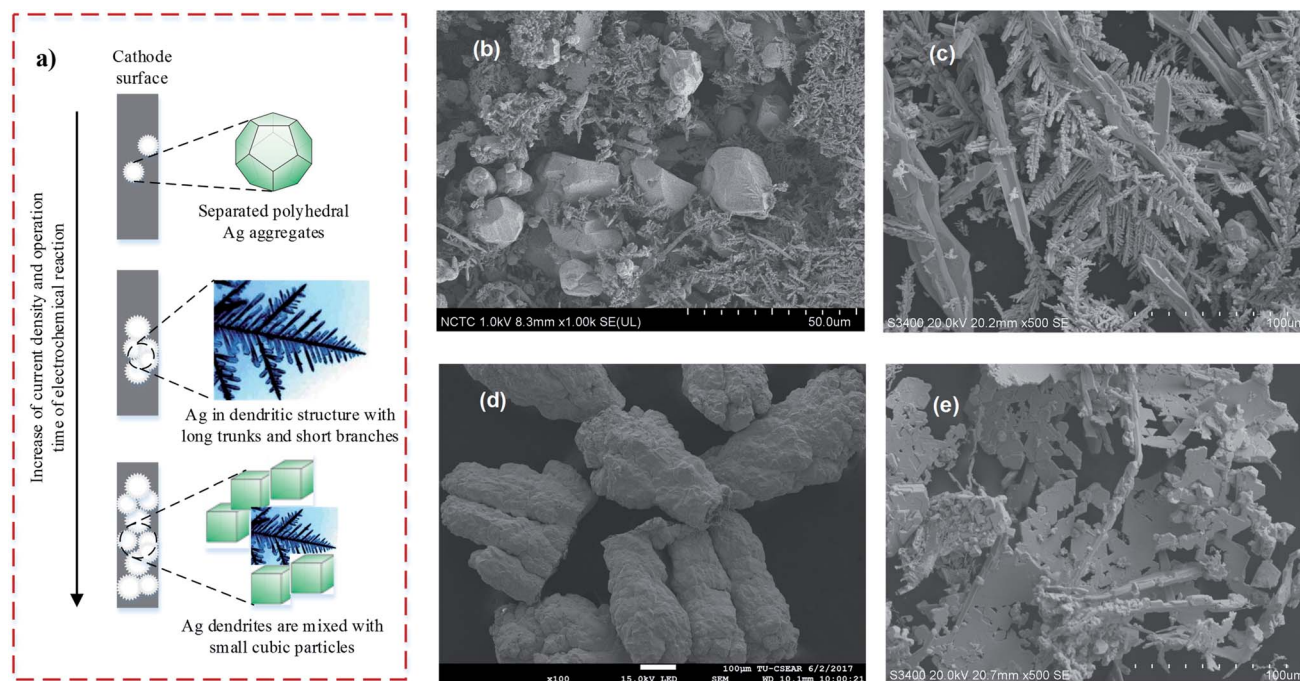 a)
Cathode
surface
Increase of current density and operation
time of electrochemical reaction
Separated polyhedral
Ag aggregates
Ag in dendritic structure with
long trunks and short branches
Ag dendrites are mixed with
small cubic particles
(b)
NCTC 1.0kV 8.3mm x1.00k SE(UL)
50.0um
(c)
S3400 20.0kV 20.2mm x500 SE
100um
(d)
100μm TU-CSEAR 6/2/2017
x100 15.0kV LED SEM WD 10.1mm 10:00:21
(e)
S3400 20.0kV 20.7mm x500 SE
100um